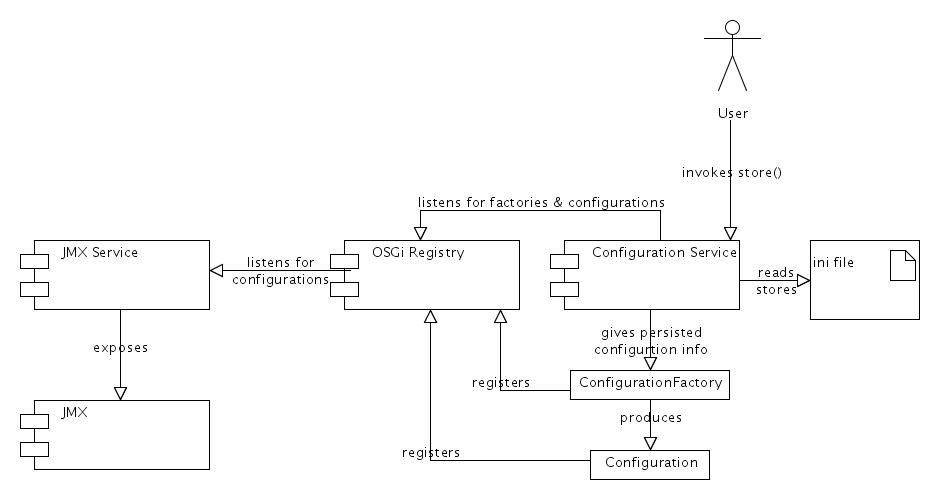 User
invokes store()
listens for factories & configurations
JMX Service
listens for
configurations
OSGi Registry
Configuration Service
reads
stores
ini file
exposes
gives persisted
configurtion info
JMX
registers
ConfigurationFactory
produces
registers
Configuration